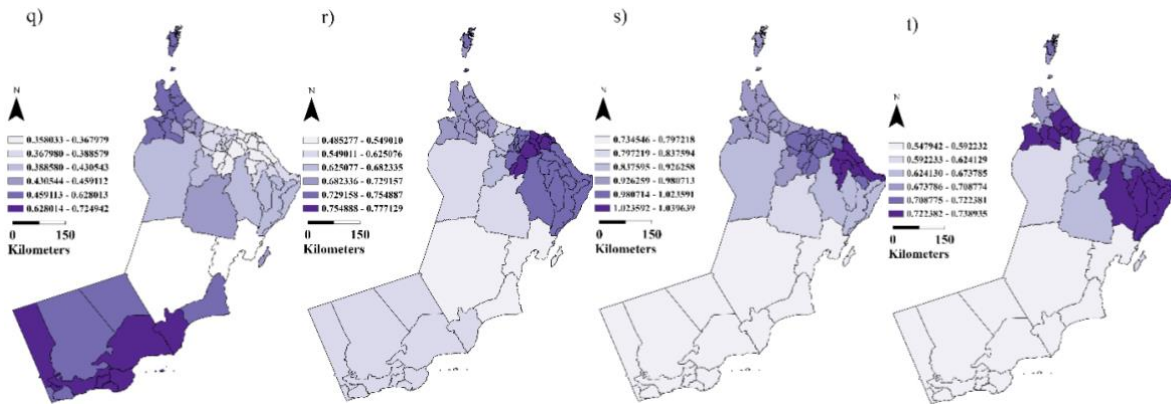 q)
N
0.358033 - 0.367979
0.367980 - 0.388579
0.388580 - 0.430543
0.430544 - 0.459112
0.459113 - 0.628013
0.628014 - 0.724942
0 150
Kilometers
r)
N
0.485277 - 0.549010
0.549011 - 0.625076
0.625077 - 0.682335
0.682336 - 0.729157
0.729158 - 0.754887
0.754888 - 0.777129
0 150
Kilometers
s)
N
0.734546 - 0.797218
0.797219 - 0.837594
0.837595 - 0.926258
0.926259 - 0.980713
0.980714 - 1.023591
1.023592 - 1.039639
0 150
Kilometers
t)
N
0.547942 - 0.592232
0.592233 - 0.624129
0.624130 - 0.673785
0.673786 - 0.708774
0.708775 - 0.722381
0.722382 - 0.738935
0 150
Kilometers